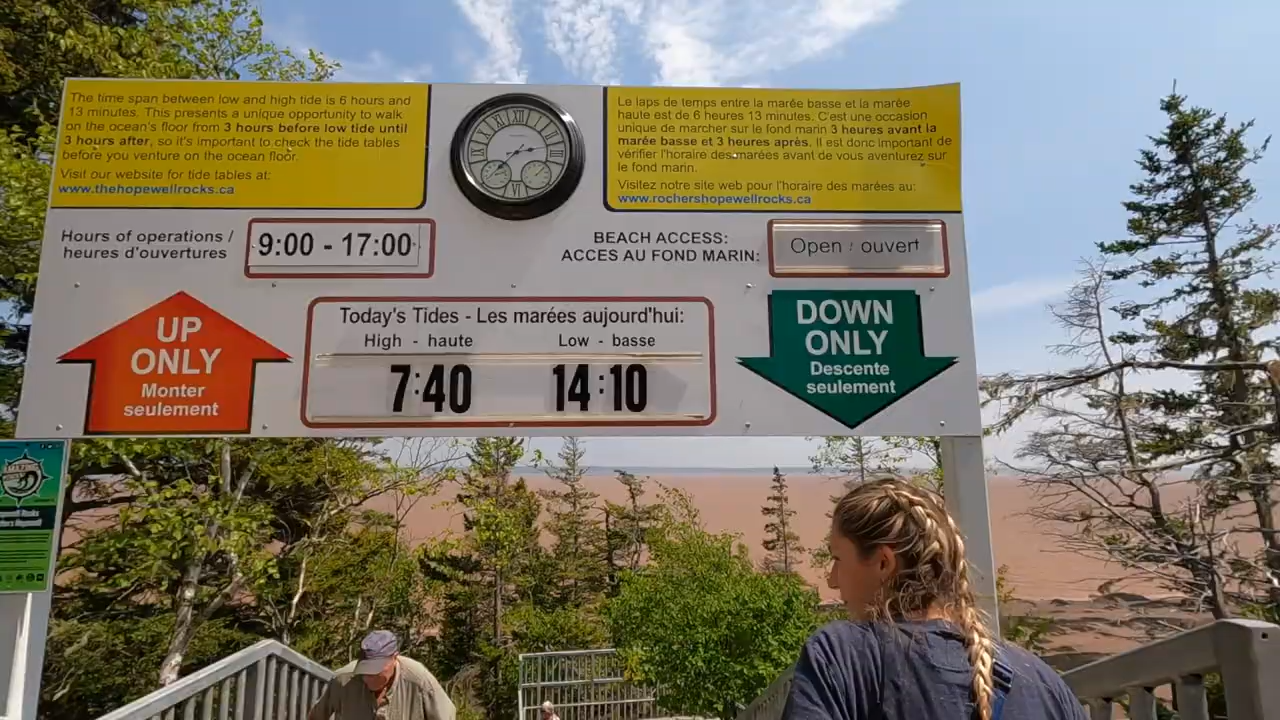 The time span between low and high tide is 6 hours and
13 minutes. This presents a unique opportunity to walk
on the ocean's floor from 3 hours before low tide until
3 hours after, so it's important to check the tide tables
before you venture on the ocean floor.
Visit our website for tide tables at:
www.thehopewellrocks.ca
Le laps de temps entre la marée basse et la marée
haute est de 6 heures 13 minutes. C'est une occasion
unique de marcher sur le fond marin 3 heures avant la
marée basse et 3 heures après. Il est donc important de
vérifier l'horaire des marées avant de vous aventurez sur
le fond marin.
Visitez notre site web pour l'horaire des marées au:
www.rochershopewellrocks.ca
Hours of operations /
heures d'ouvertures
9:00 - 17:00
BEACH ACCESS:
ACCES AU FOND MARIN:
Open / ouvert
UP
ONLY
Monter
seulement
Today's Tides - Les marées aujourd'hui:
High - haute
Low - basse
7:40
14:10
DOWN
ONLY
Descente
seulement